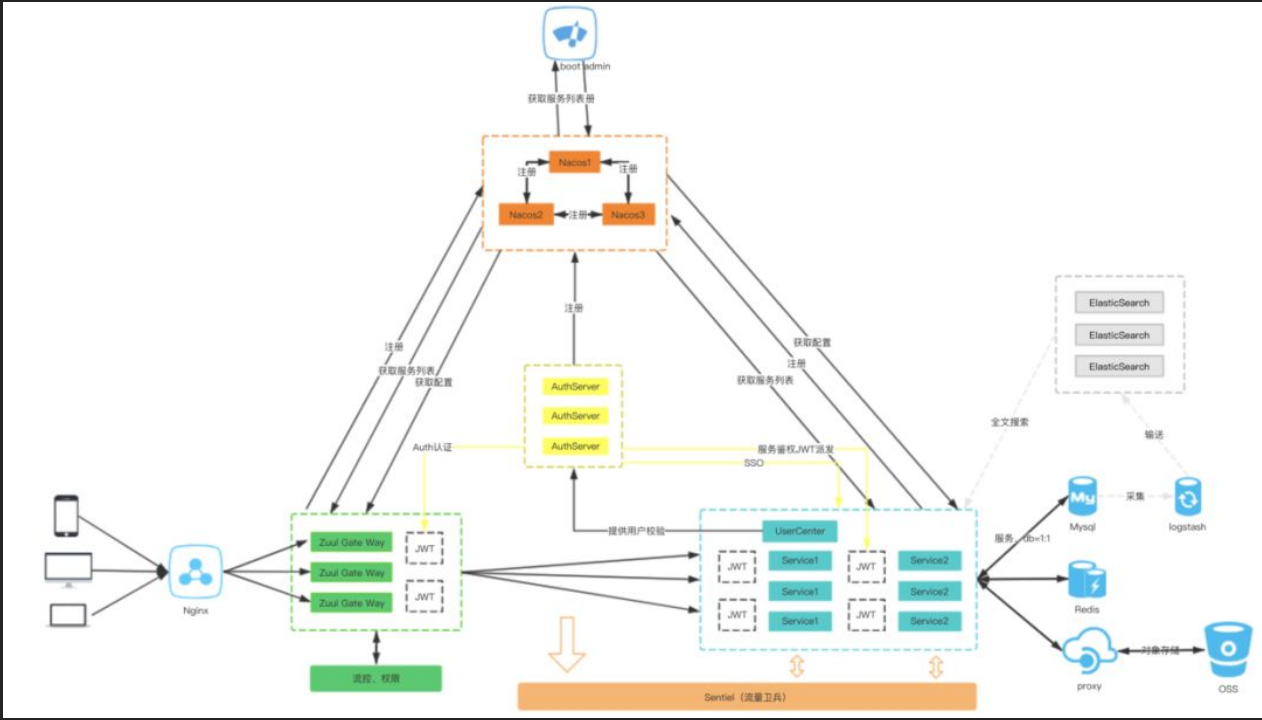 boot admin
获取服务列表册
Nacos1
注册
注册
Nacos2
注册
Nacos3
注册
注册
获取服务列表
获取配置
获取配置
注册
获取服务列表
ElasticSearch
ElasticSearch
ElasticSearch
AuthServer
AuthServer
AuthServer
Auth认证
服务鉴权JWT派发
SSO
全文搜索
输送
My
采集
Mysql
logstash
提供用户校验
UserCenter
服务、db=1:1
Zuul Gate Way
Zuul Gate Way
Zuul Gate Way
JWT
JWT
Nginx
JWT
JWT
Service1
Service1
Service1
JWT
JWT
Service2
Service2
Service2
Redis
对象存储
proxy
OSS
流控、权限
Sentiel（流量卫兵）